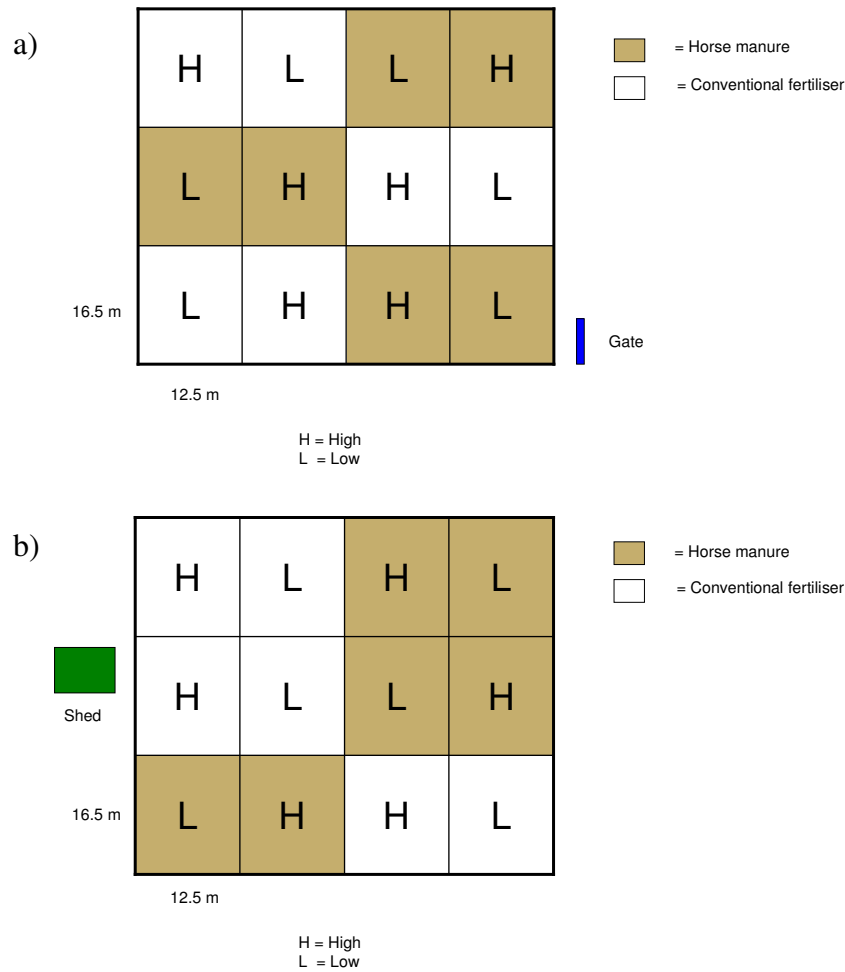 a)
H L L H
= Horse manure
= Conventional fertiliser
L H H L
16.5 m
L H H L
Gate
12.5 m
H = High
L = Low
b)
H L H L
= Horse manure
= Conventional fertiliser
H L L H
Shed
16.5 m
L H H L
12.5 m
H = High
L = Low